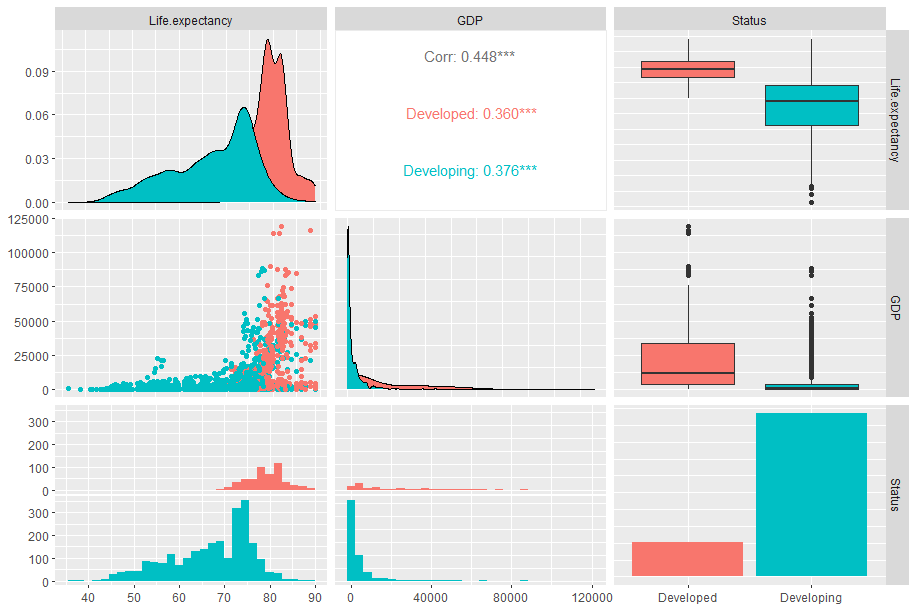 Life.expectancy
GDP
Status
0.09
0.06
0.03
0.00
Corr: 0.448***
Developed: 0.360***
Developing: 0.376***
Life.expectancy
125000
100000
75000
50000
25000
0
GDP
300
200
100
0
300
200
100
0
Status
40
50
60
70
80
90
0
40000
80000
120000
Developed
Developing